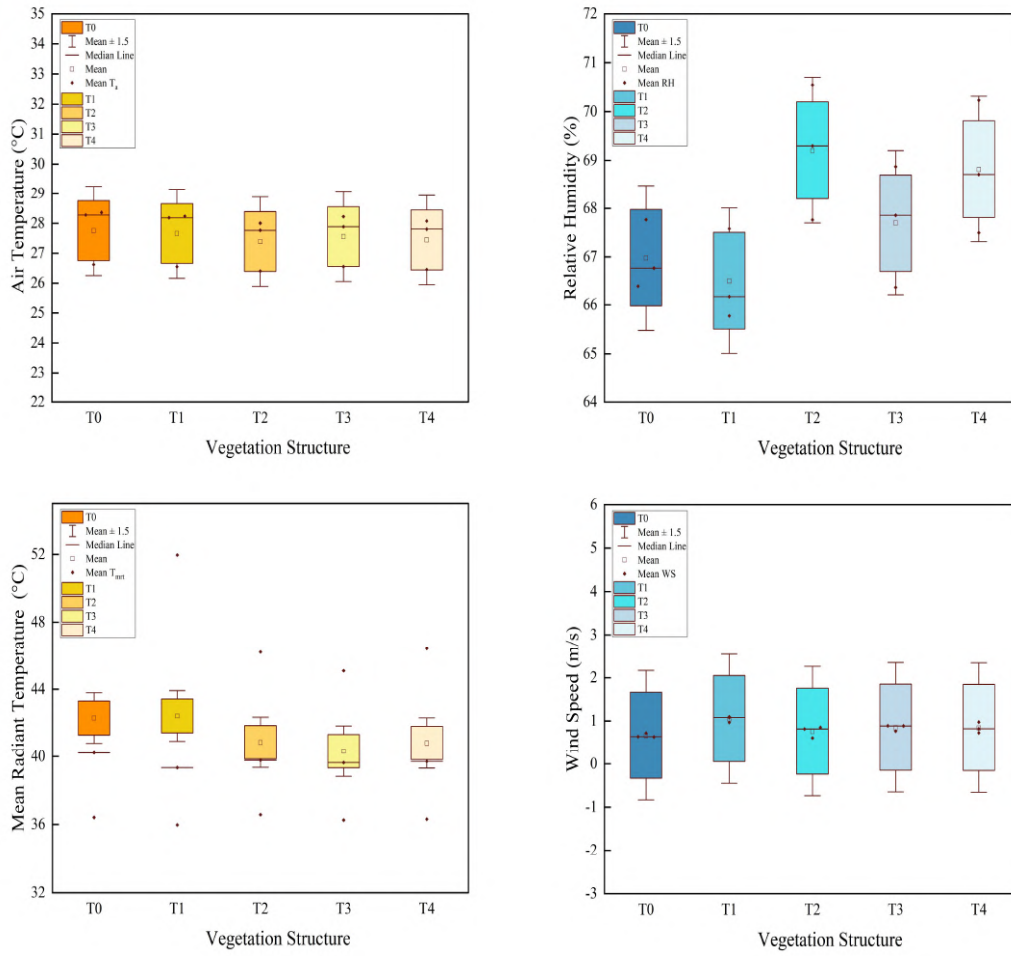 35
34
33
32
31
30
29
28
27
26
25
24
23
22
Air Temperature (°C)
T0
Mean ± 1.5
Median Line
Mean
Mean Ta
T1
T2
T3
T4
T0 T1 T2 T3 T4
Vegetation Structure
72
71
70
69
68
67
66
65
64
Relative Humidity (%)
T0
Mean ± 1.5
Median Line
Mean
Mean RH
T1
T2
T3
T4
T0 T1 T2 T3 T4
Vegetation Structure
52
48
44
40
36
32
Mean Radiant Temperature (°C)
T0
Mean ± 1.5
Median Line
Mean
Mean Tmrt
T1
T2
T3
T4
T0 T1 T2 T3 T4
Vegetation Structure
6
5
4
3
2
1
0
-1
-2
-3
Wind Speed (m/s)
T0
Mean ± 1.5
Median Line
Mean
Mean WS
T1
T2
T3
T4
T0 T1 T2 T3 T4
Vegetation Structure